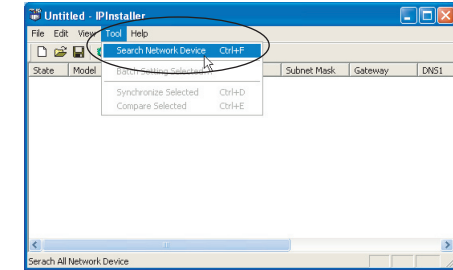 Untitled - IPInstaller
File Edit View Tool Help
Search Network Device Ctrl+F
State Model Subnet Mask Gateway DNS1
Batch Setting Selected
Synchronize Selected Ctrl+D
Compare Selected Ctrl+E
Serach All Network Device